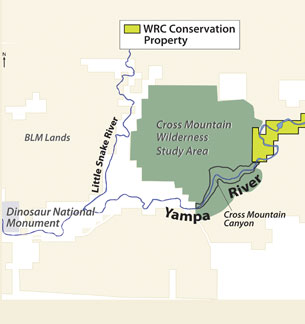 WRC Conservation
Property
N
Cross Mountain
Wilderness
Study Area
BLM Lands
Little Snake River
Dinosaur National
Monument
Yampa River
Cross Mountain
Canyon